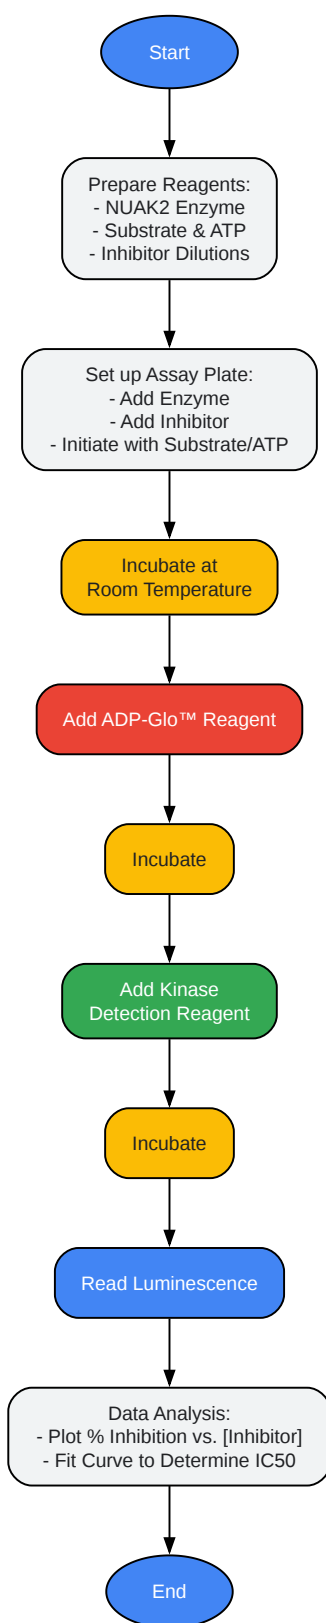 Start
Prepare Reagents:
- NUAK2 Enzyme
- Substrate & ATP
- Inhibitor Dilutions
Set up Assay Plate:
- Add Enzyme
- Add Inhibitor
- Initiate with Substrate/ATP
Incubate at
Room Temperature
Add ADP-Glo™ Reagent
Incubate
Add Kinase
Detection Reagent
Incubate
Read Luminescence
Data Analysis:
- Plot % Inhibition vs. [Inhibitor]
- Fit Curve to Determine IC50
End